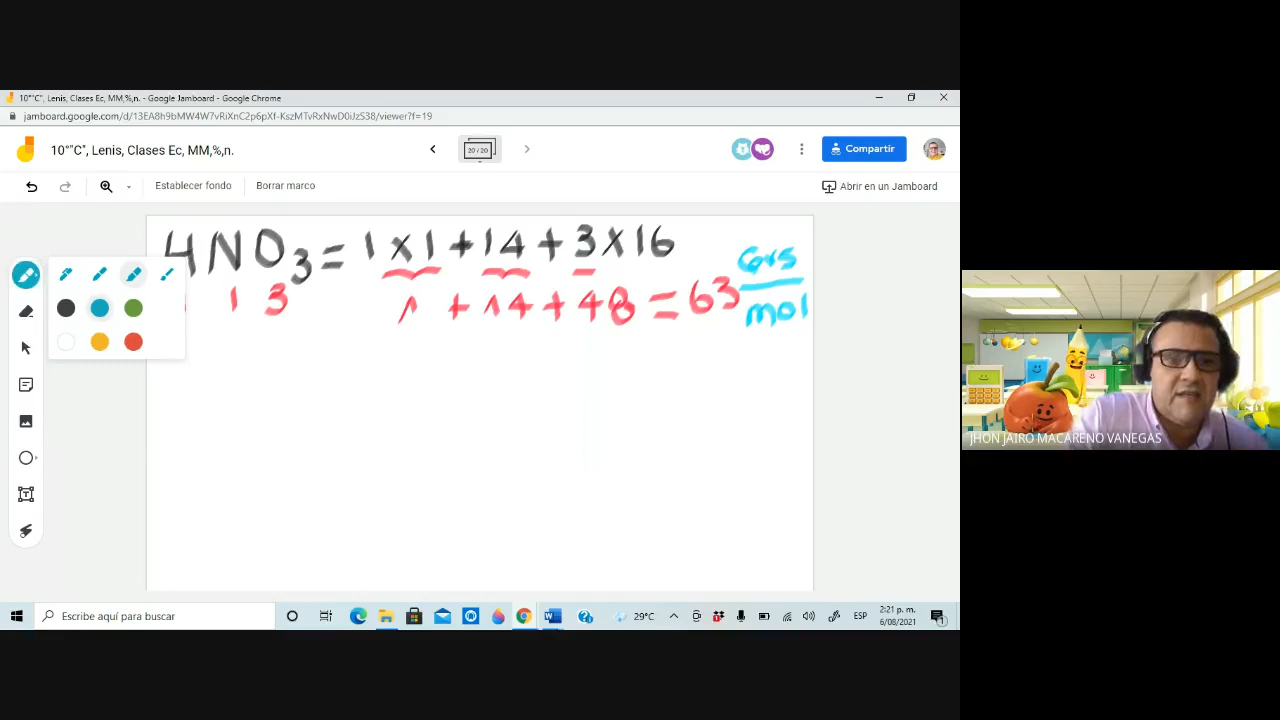 10°"C", Lenis, Clases Ec, MM,%,n. - Google Jamboard - Google Chrome
jamboard.google.com/d/13EA8h9bMW4W7vRiXnC2p6pXf-KszMTvRxNwD0iJzS38/viewer?f=19
10°"C", Lenis, Clases Ec, MM,%,n.
20 / 20
Compartir
Establecer fondo
Borrar marco
Abrir en un Jamboard
HNO3 = 1 x 1 + 14 + 3 x 16
Grs
1 3
1 + 14 + 48 = 63
mol
JHON JAIRO MACARENO VANEGAS
Escribe aquí para buscar
29°C
ESP
2:21 p. m.
6/08/2021
1